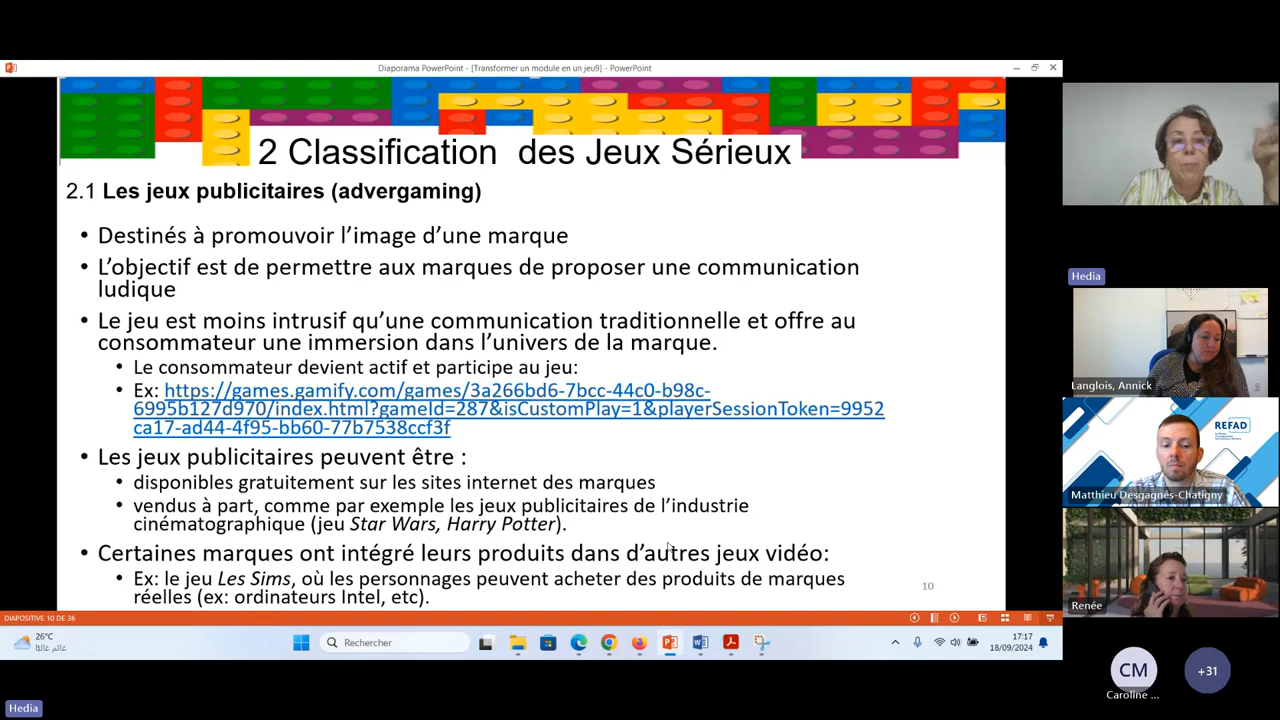 Diaporama PowerPoint - [Transformer un module en un jeu9] - PowerPoint
2 Classification des Jeux Sérieux
2.1 Les jeux publicitaires (advergaming)
• Destinés à promouvoir l’image d’une marque
• L’objectif est de permettre aux marques de proposer une communication
ludique
• Le jeu est moins intrusif qu’une communication traditionnelle et offre au
consommateur une immersion dans l’univers de la marque.
• Le consommateur devient actif et participe au jeu:
• Ex: https://games.gamify.com/games/3a266bd6-7bcc-44c0-b98c-
6995b127d970/index.html?gameId=287&isCustomPlay=1&playerSessionToken=9952
ca17-ad44-4f95-bb60-77b7538ccf3f
• Les jeux publicitaires peuvent être :
• disponibles gratuitement sur les sites internet des marques
• vendus à part, comme par exemple les jeux publicitaires de l’industrie
cinématographique (jeu Star Wars, Harry Potter).
• Certaines marques ont intégré leurs produits dans d’autres jeux vidéo:
• Ex: le jeu Les Sims, où les personnages peuvent acheter des produits de marques
réelles (ex: ordinateurs Intel, etc).
10
DIAPOSITIVE 10 DE 36
26°C
غائم غالبًا
Rechercher
17:17
18/09/2024
Hedia
Langlois, Annick
REFAD
Matthieu Desgagnés-Chatigny
Renée
CM
Caroline ...
+31
Hedia